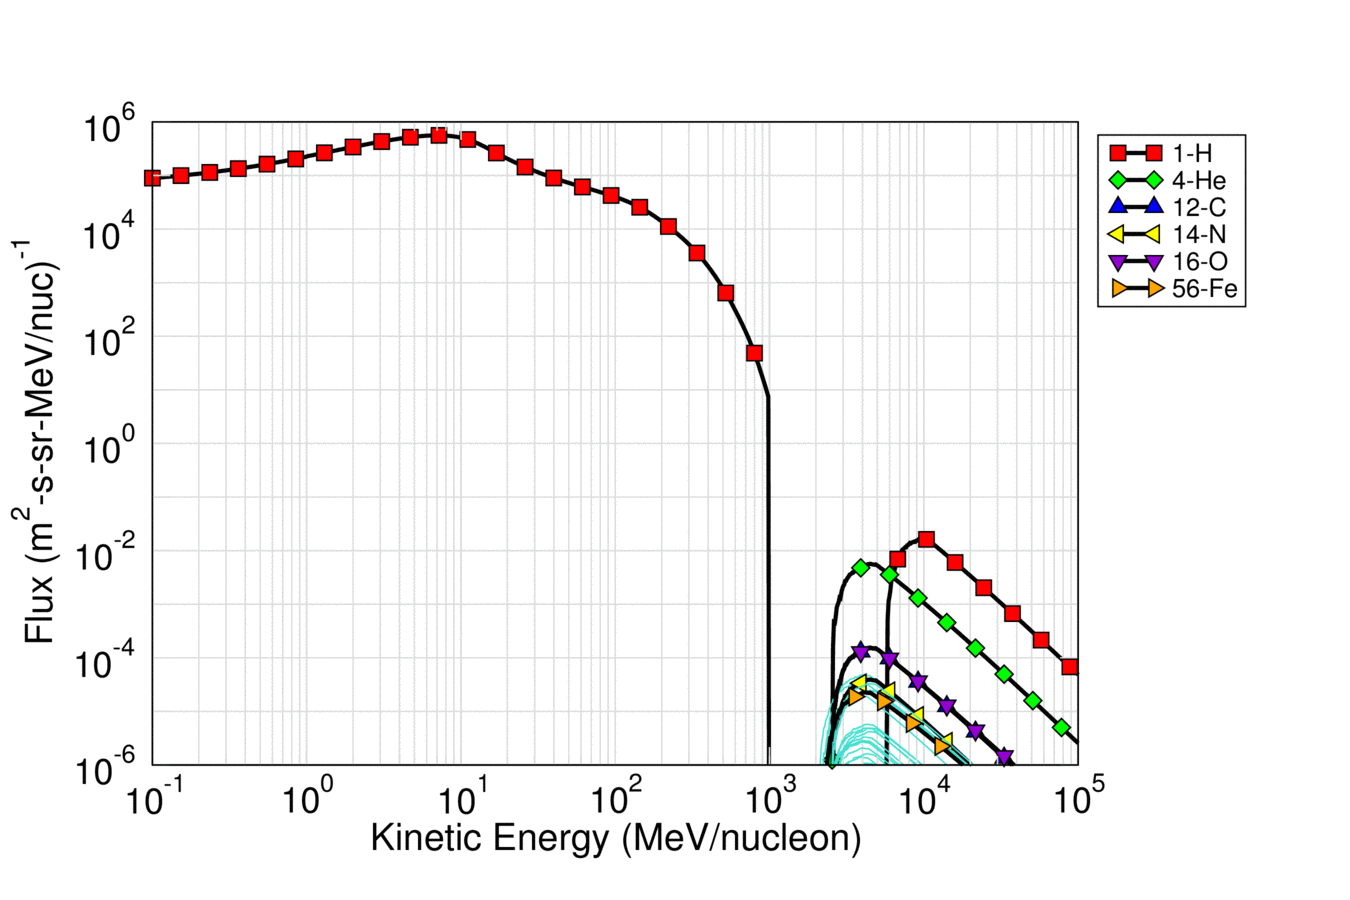 10^6
10^4
10^2
10^0
10^-2
10^-4
10^-6
Flux (m^2-s-sr-MeV/nuc)^-1
10^-1 10^0 10^1 10^2 10^3 10^4 10^5
Kinetic Energy (MeV/nucleon)
1-H
4-He
12-C
14-N
16-O
56-Fe